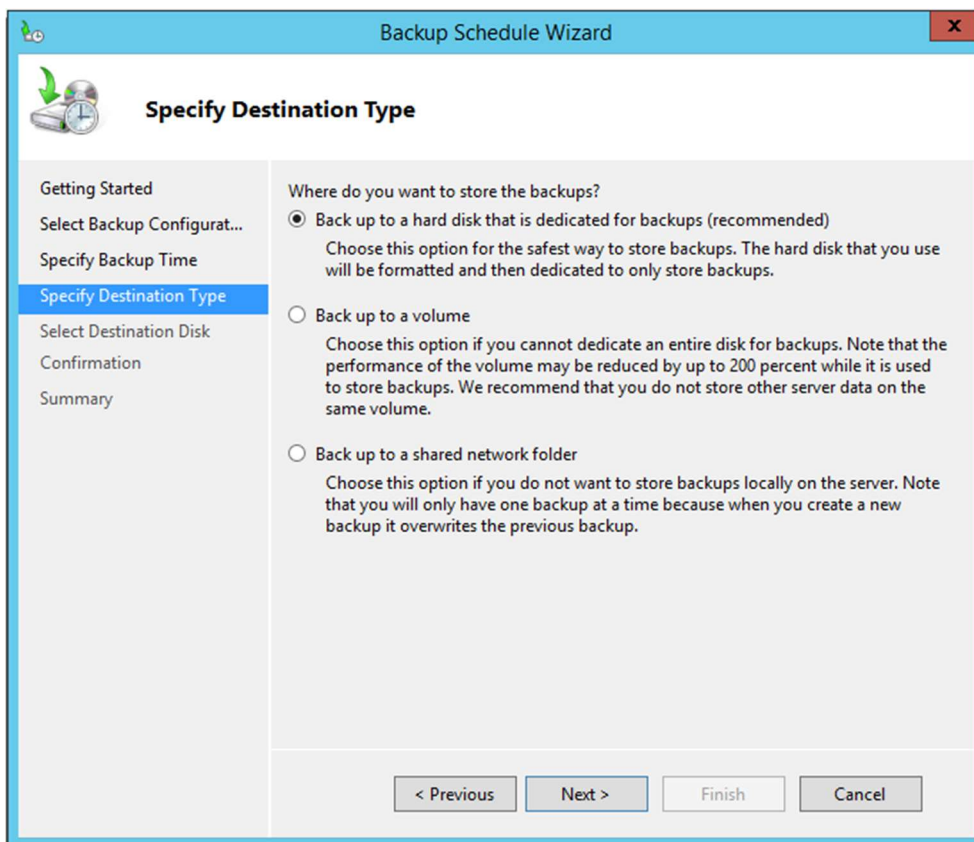 Backup Schedule Wizard
x
Specify Destination Type
Getting Started
Select Backup Configurat...
Specify Backup Time
Specify Destination Type
Select Destination Disk
Confirmation
Summary
Where do you want to store the backups?
Back up to a hard disk that is dedicated for backups (recommended)
Choose this option for the safest way to store backups. The hard disk that you use
will be formatted and then dedicated to only store backups.
Back up to a volume
Choose this option if you cannot dedicate an entire disk for backups. Note that the
performance of the volume may be reduced by up to 200 percent while it is used
to store backups. We recommend that you do not store other server data on the
same volume.
Back up to a shared network folder
Choose this option if you do not want to store backups locally on the server. Note
that you will only have one backup at a time because when you create a new
backup it overwrites the previous backup.
< Previous Next > Finish Cancel